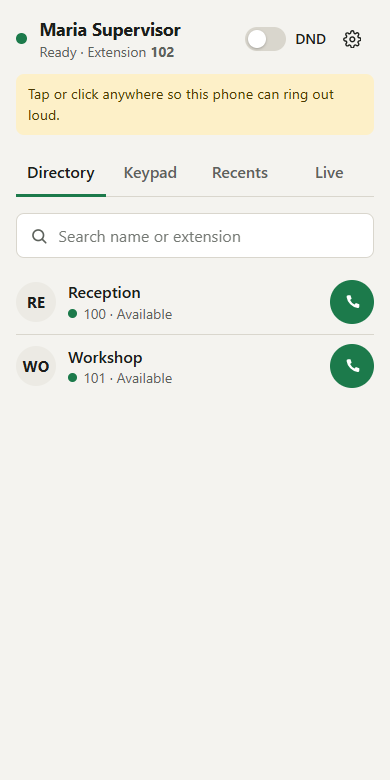 Maria Supervisor
Ready · Extension 102
DND
Tap or click anywhere so this phone can ring out
loud.
Directory Keypad Recents Live
Search name or extension
RE
Reception
100 · Available
WO
Workshop
101 · Available